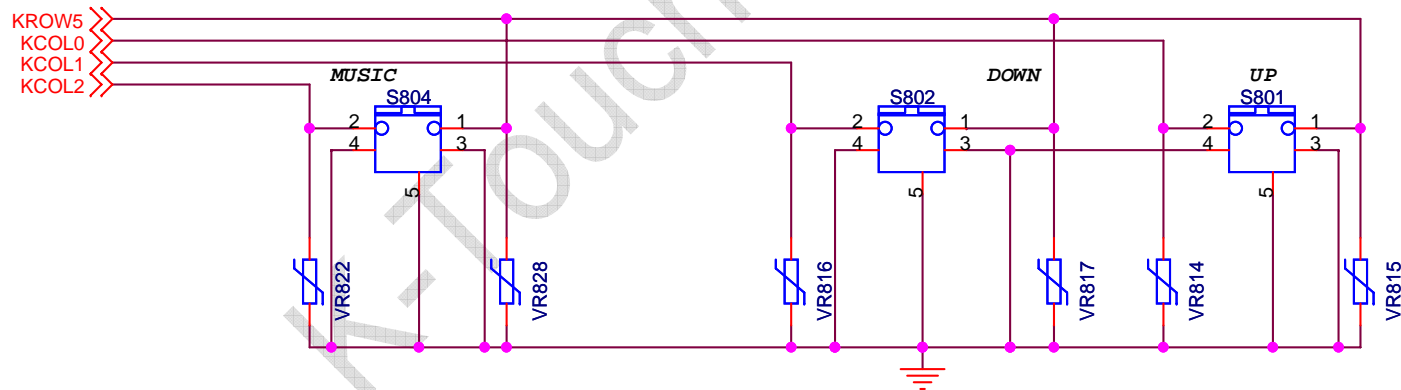 KROW5
KCOL0
KCOL1
KCOL2
MUSIC
DOWN
UP
S804
S802
S801
2
1
2
1
2
1
4
3
4
3
4
3
5
5
5
VR822
VR828
VR816
VR817
VR814
VR815
K-Touch